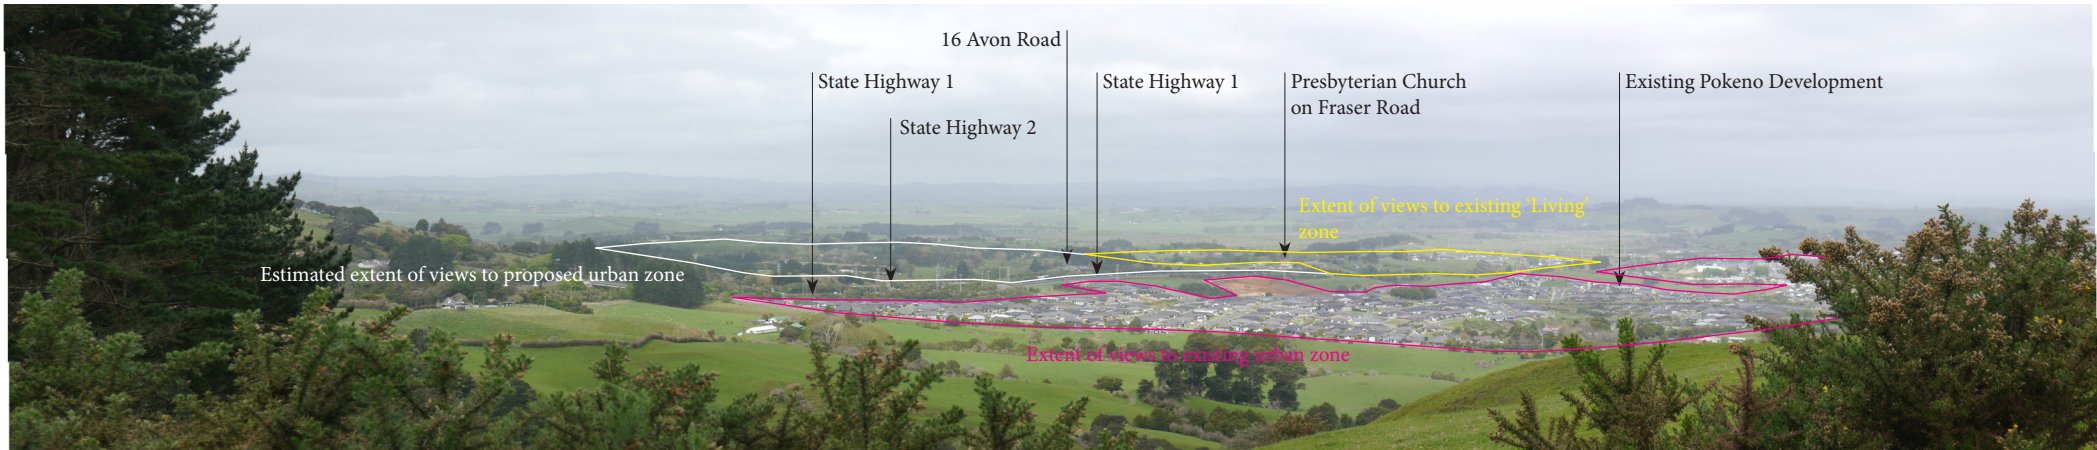 16 Avon Road
State Highway 1
State Highway 1
Presbyterian Church
on Fraser Road
Existing Pokeno Development
State Highway 2
Extent of views to existing ‘Living’
zone
Estimated extent of views to proposed urban zone
Extent of views to existing urban zone